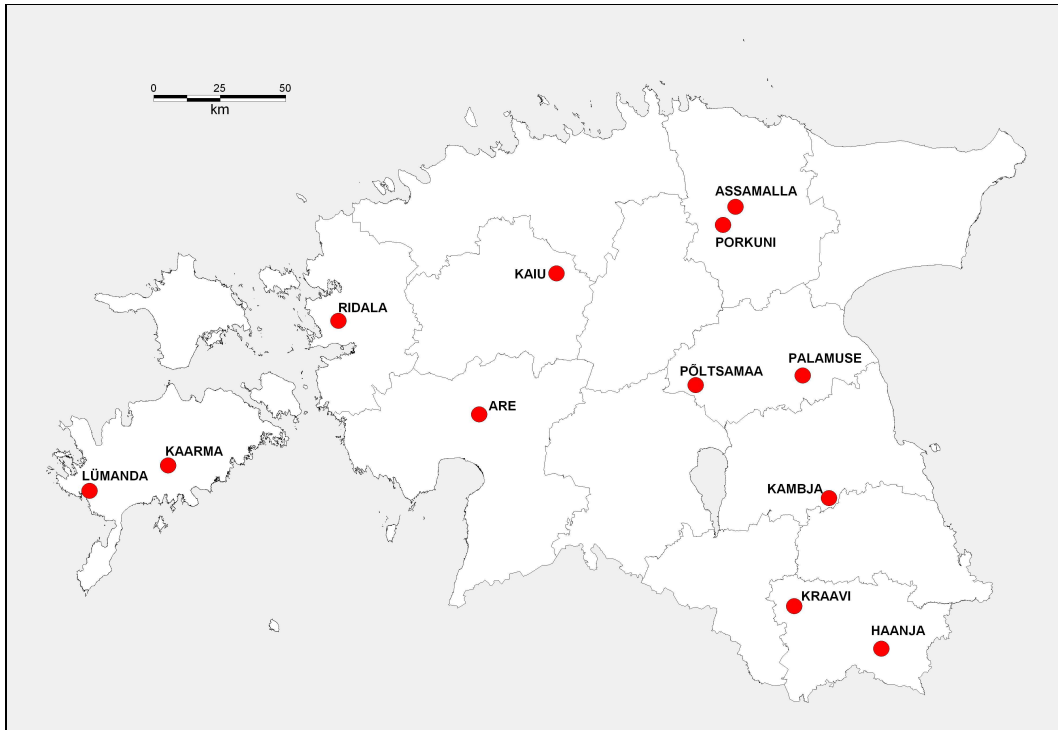 0 25 50
km
ASSAMALLA
PORKUNI
KAIU
RIDALA
PALAMUSE
PÕLTSAMAA
ARE
KAARMA
LÜMANDA
KAMBJA
KRAAVI
HAANJA